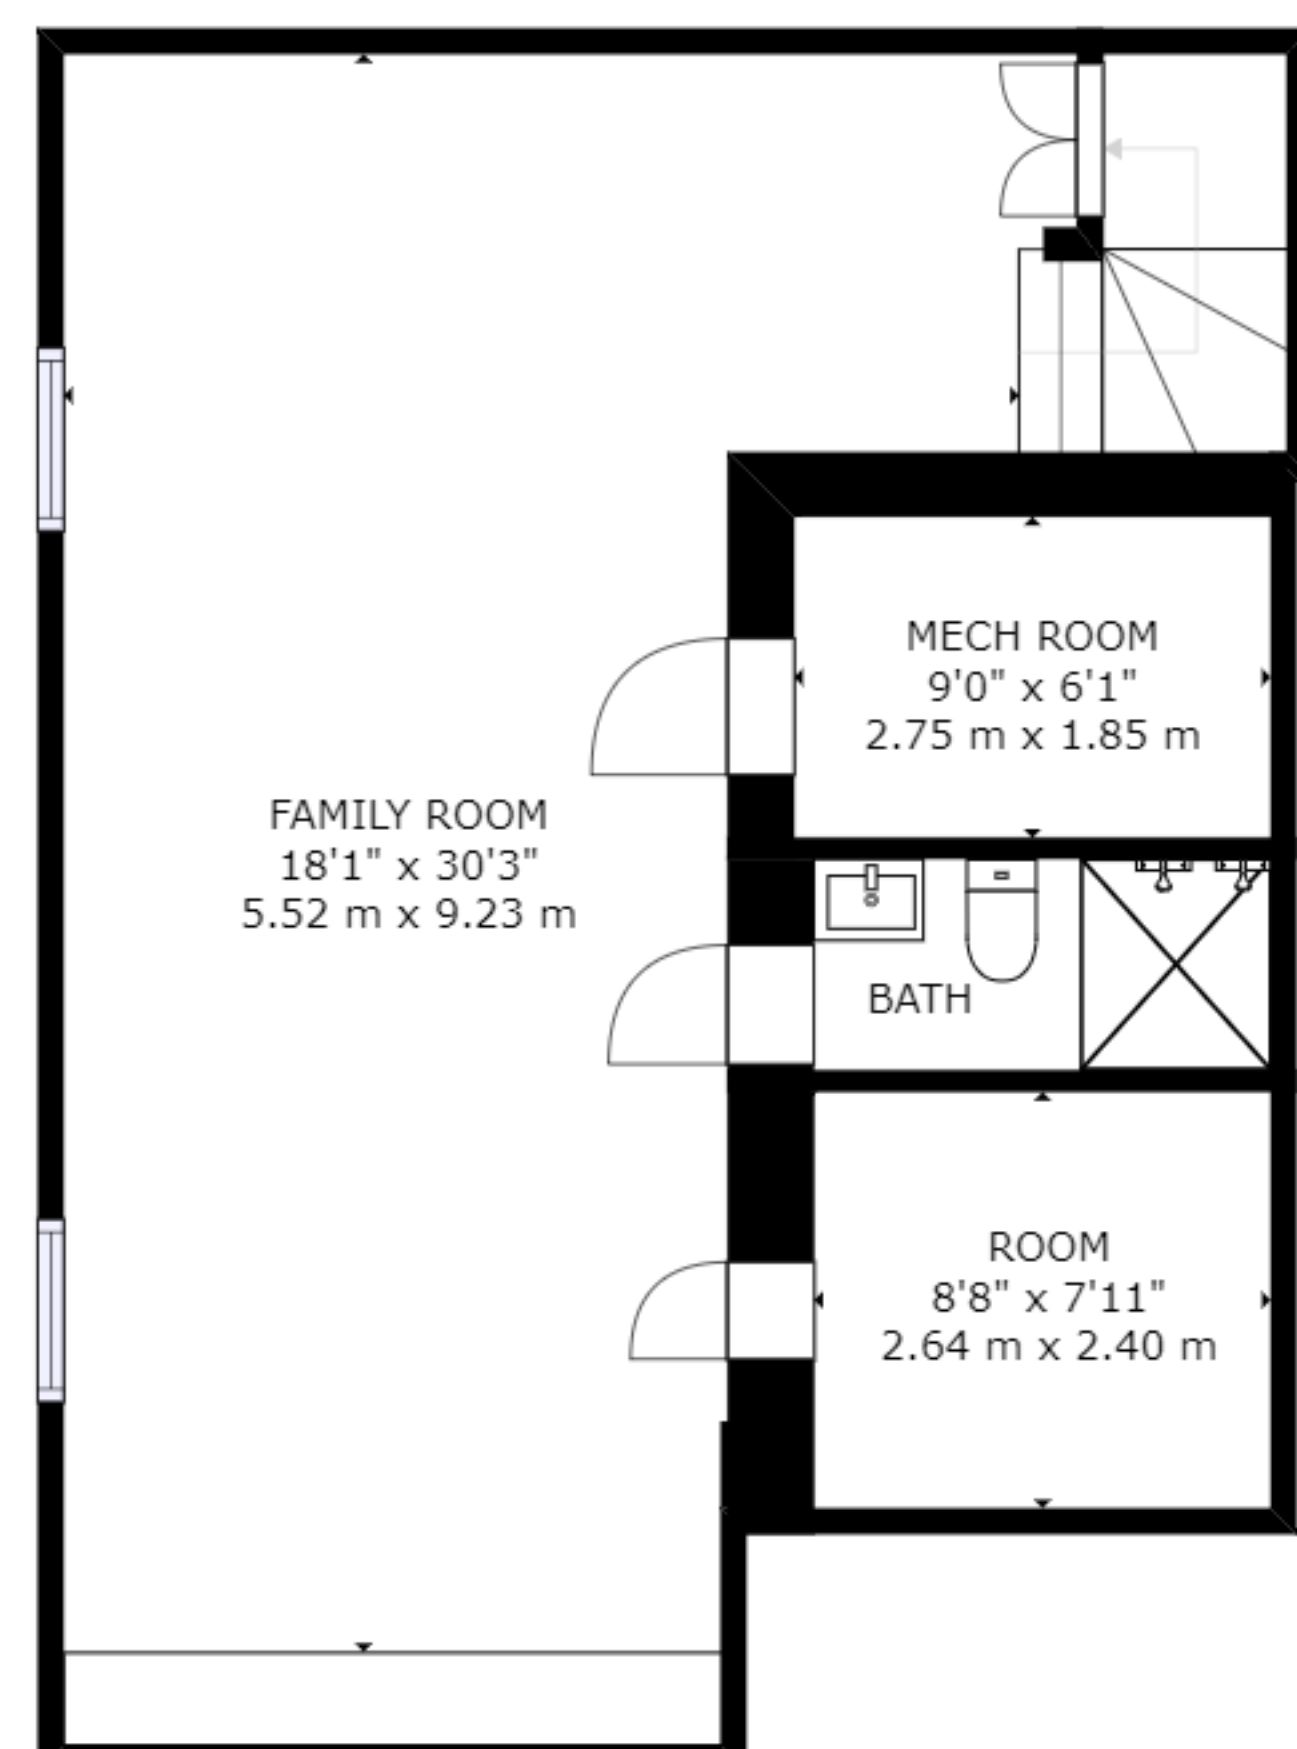 MECH ROOM
9'0" x 6'1"
2.75 m x 1.85 m
FAMILY ROOM
18'1" x 30'3"
5.52 m x 9.23 m
BATH
ROOM
8'8" x 7'11"
2.64 m x 2.40 m